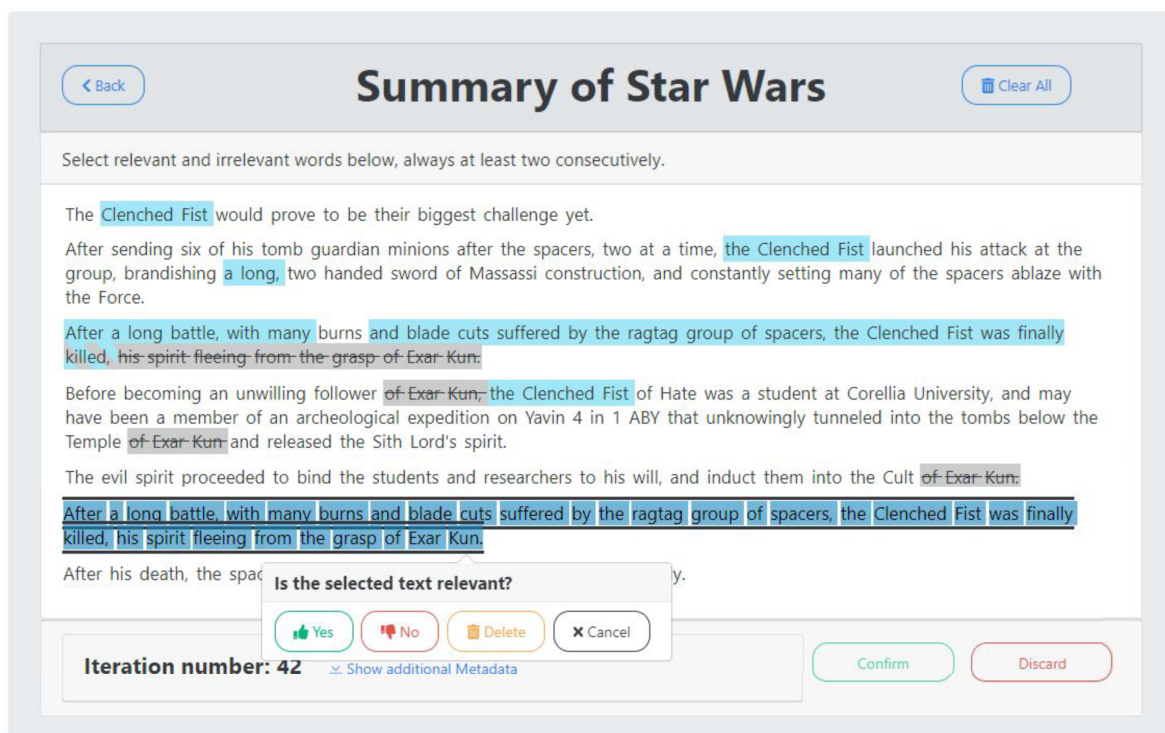 Back
Summary of Star Wars
Clear All
Select relevant and irrelevant words below, always at least two consecutively.
The Clenched Fist would prove to be their biggest challenge yet.
After sending six of his tomb guardian minions after the spacers, two at a time, the Clenched Fist launched his attack at the
group, brandishing a long, two handed sword of Massassi construction, and constantly setting many of the spacers ablaze with
the Force.
After a long battle, with many burns and blade cuts suffered by the ragtag group of spacers, the Clenched Fist was finally
killed, his spirit fleeing from the grasp of Exar Kun.
Before becoming an unwilling follower of Exar Kun, the Clenched Fist of Hate was a student at Corellia University, and may
have been a member of an archeological expedition on Yavin 4 in 1 ABY that unknowingly tunneled into the tombs below the
Temple of Exar Kun and released the Sith Lord's spirit.
The evil spirit proceeded to bind the students and researchers to his will, and induct them into the Cult of Exar Kun.
After a long battle, with many burns and blade cuts suffered by the ragtag group of spacers, the Clenched Fist was finally
killed, his spirit fleeing from the grasp of Exar Kun.
After his death, the spac y.
Is the selected text relevant?
Yes
No
Delete
Cancel
Iteration number: 42
Show additional Metadata
Confirm
Discard